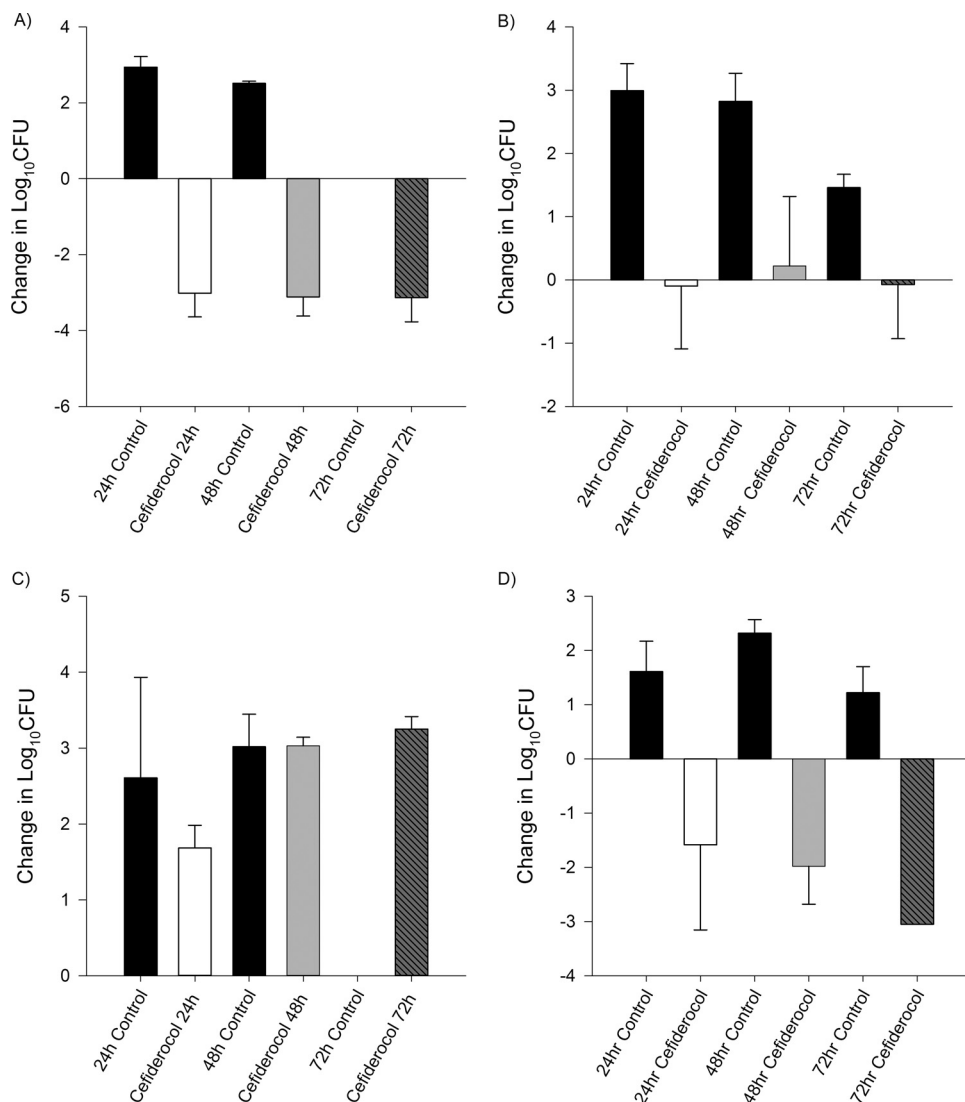 A)
Change in Log10CFU
4
2
0
-2
-4
-6
24h Control
Cefiderocol 24h
48h Control
Cefiderocol 48h
72h Control
Cefiderocol 72h
B)
Change in Log10CFU
4
3
2
1
0
-1
-2
24hr Control
24hr Cefiderocol
48hr Control
48hr Cefiderocol
72hr Control
72hr Cefiderocol
C)
Change in Log10CFU
5
4
3
2
1
0
24h Control
Cefiderocol 24h
48h Control
Cefiderocol 48h
72h Control
Cefiderocol 72h
D)
Change in Log10CFU
3
2
1
0
-1
-2
-3
-4
24hr Control
24hr Cefiderocol
48hr Control
48hr Cefiderocol
72hr Control
72hr Cefiderocol